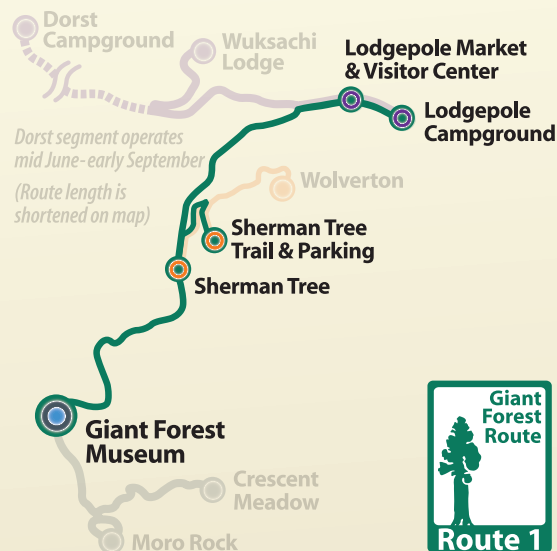 Dorst
Campground
Wuksachi
Lodge
Lodgepole Market
& Visitor Center
Lodgepole
Campground
Dorst segment operates
mid June-early September
(Route length is
shortened on map)
Wolverton
Sherman Tree
Trail & Parking
Sherman Tree
Giant Forest
Museum
Crescent
Meadow
Moro Rock
Giant
Forest
Route
Route 1